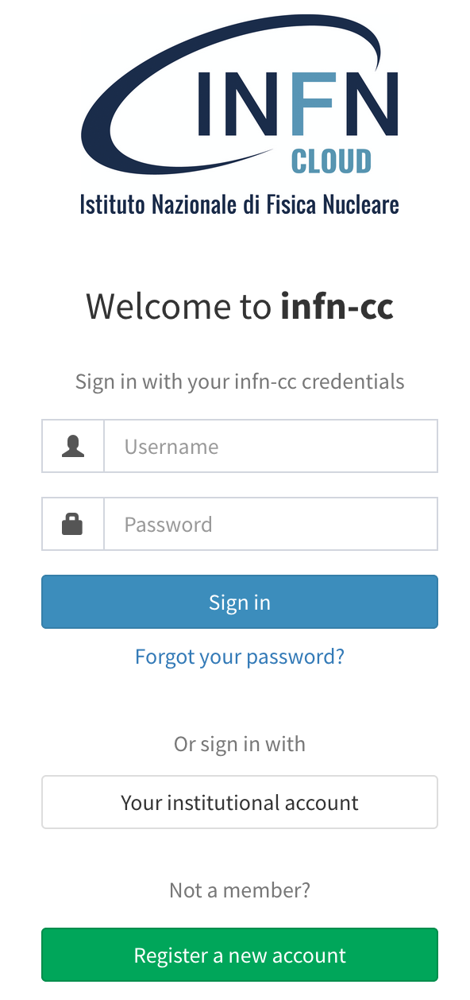 INFN
CLOUD
Istituto Nazionale di Fisica Nucleare
Welcome to infn-cc
Sign in with your infn-cc credentials
Username
Password
Sign in
Forgot your password?
Or sign in with
Your institutional account
Not a member?
Register a new account